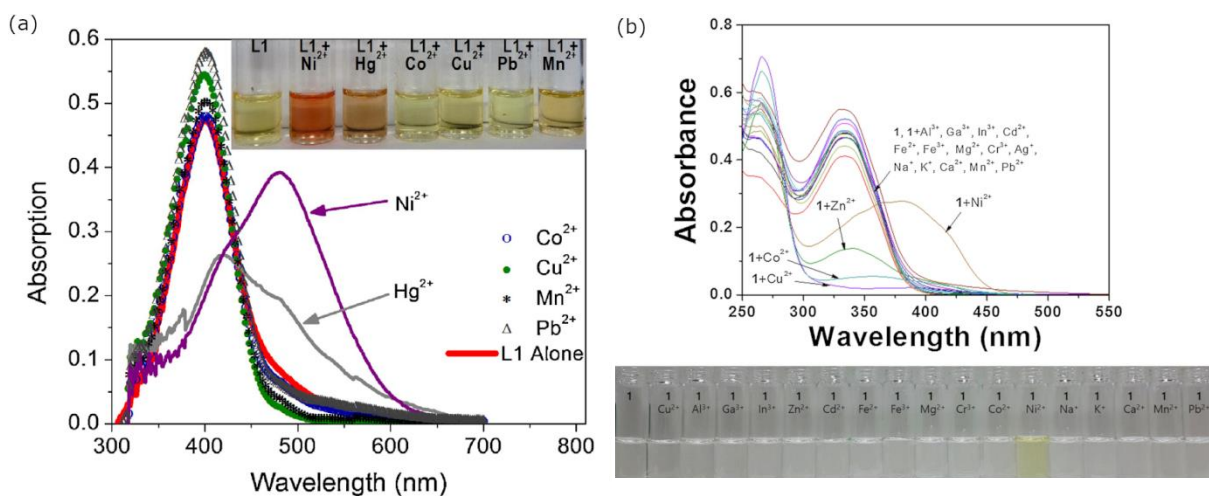 (a)
0.6
0.5
0.4
0.3
0.2
0.1
0.0
Absorption
300 400 500 600 700 800
Wavelength (nm)
L1 L1+ L1+ L1+ L1+ L1+ L1+
Ni²⁺ Hg²⁺ Co²⁺ Cu²⁺ Pb²⁺ Mn²⁺
Ni²⁺
Hg²⁺
Co²⁺
Cu²⁺
Mn²⁺
Pb²⁺
L1 Alone
(b)
0.8
0.6
0.4
0.2
0.0
Absorbance
1, 1+Al³⁺, Ga³⁺, In³⁺, Cd²⁺,
Fe²⁺, Fe³⁺, Mg²⁺, Cr³⁺, Ag⁺,
Na⁺, K⁺, Ca²⁺, Mn²⁺, Pb²⁺
1+Ni²⁺
1+Zn²⁺
1+Co²⁺
1+Cu²⁺
250 300 350 400 450 500 550
Wavelength (nm)
1 1 1 1 1 1 1 1 1 1 1 1 1 1 1 1 1 1
Cu²⁺ Al³⁺ Ga³⁺ In³⁺ Zn²⁺ Cd²⁺ Fe²⁺ Fe³⁺ Mg²⁺ Cr³⁺ Co²⁺ Ni²⁺ Na⁺ K⁺ Ca²⁺ Mn²⁺ Pb²⁺